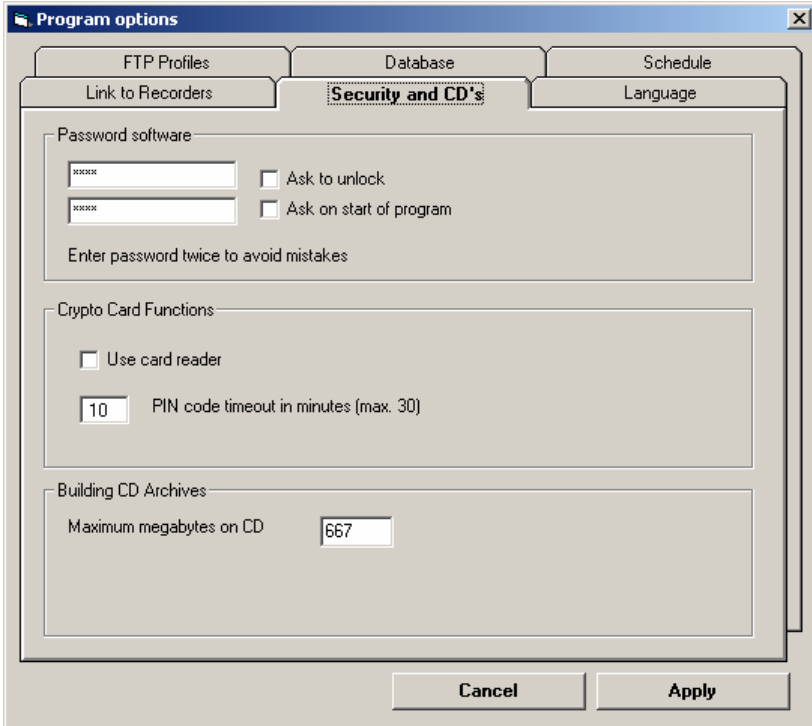 Program options
FTP Profiles Database Schedule
Link to Recorders Security and CD's Language
Password software
**** Ask to unlock
**** Ask on start of program
Enter password twice to avoid mistakes
Crypto Card Functions
Use card reader
10 PIN code timeout in minutes (max. 30)
Building CD Archives
Maximum megabytes on CD 667
Cancel Apply